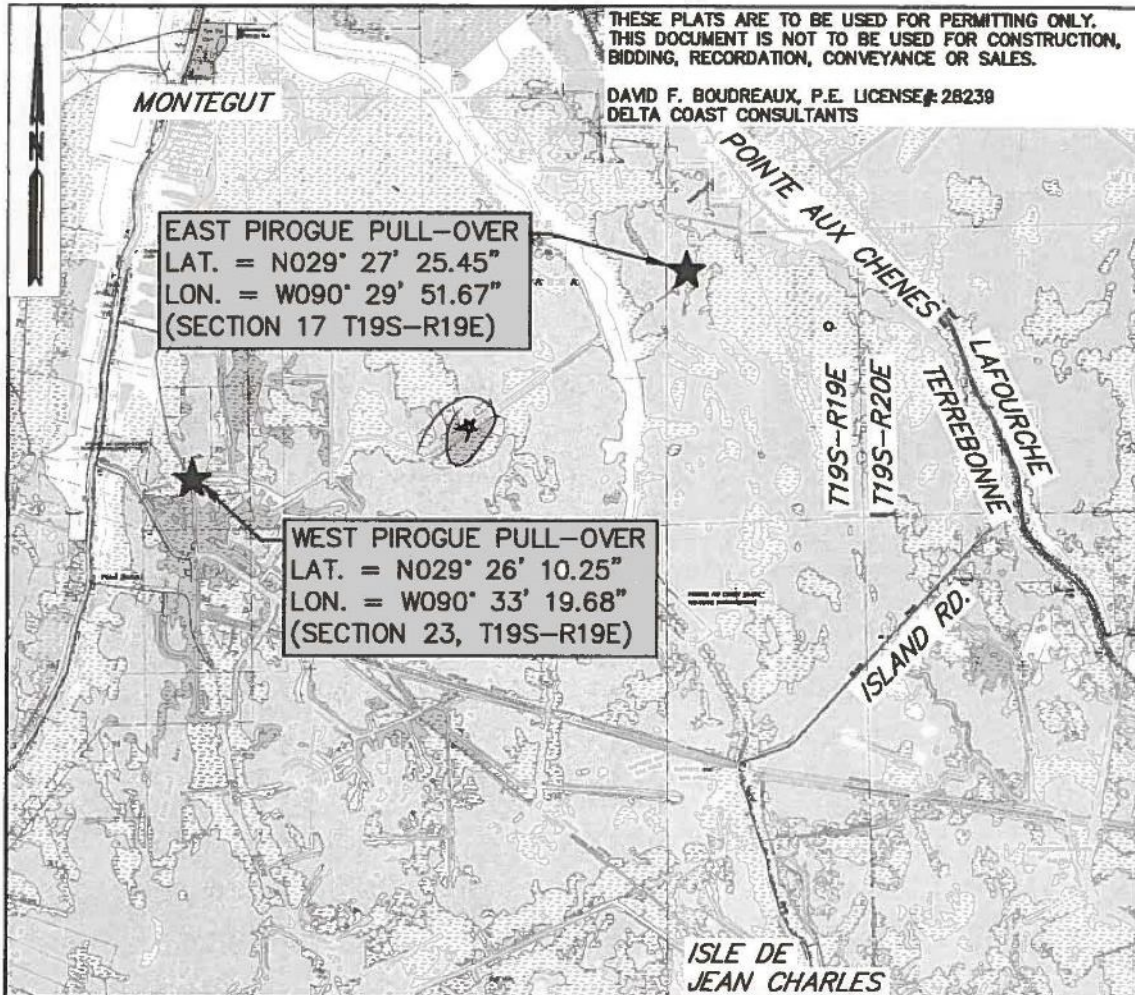 THESE PLATS ARE TO BE USED FOR PERMITTING ONLY.
THIS DOCUMENT IS NOT TO BE USED FOR CONSTRUCTION,
BIDDING, RECORDATION, CONVEYANCE OR SALES.
DAVID F. BOUDREAUX, P.E. LICENSE#: 28239
DELTA COAST CONSULTANTS
N
MONTEGUT
POINTE AUX CHENES
EAST PIROGUE PULL-OVER
LAT. = N029° 27' 25.45"
LON. = W090° 29' 51.67"
(SECTION 17 T19S-R19E)
T19S-R19E
T19S-R20E
TERREBONNE
LAFOURCHE
WEST PIROGUE PULL-OVER
LAT. = N029° 26' 10.25"
LON. = W090° 33' 19.68"
(SECTION 23, T19S-R19E)
ISLAND RD.
ISLE DE
JEAN CHARLES